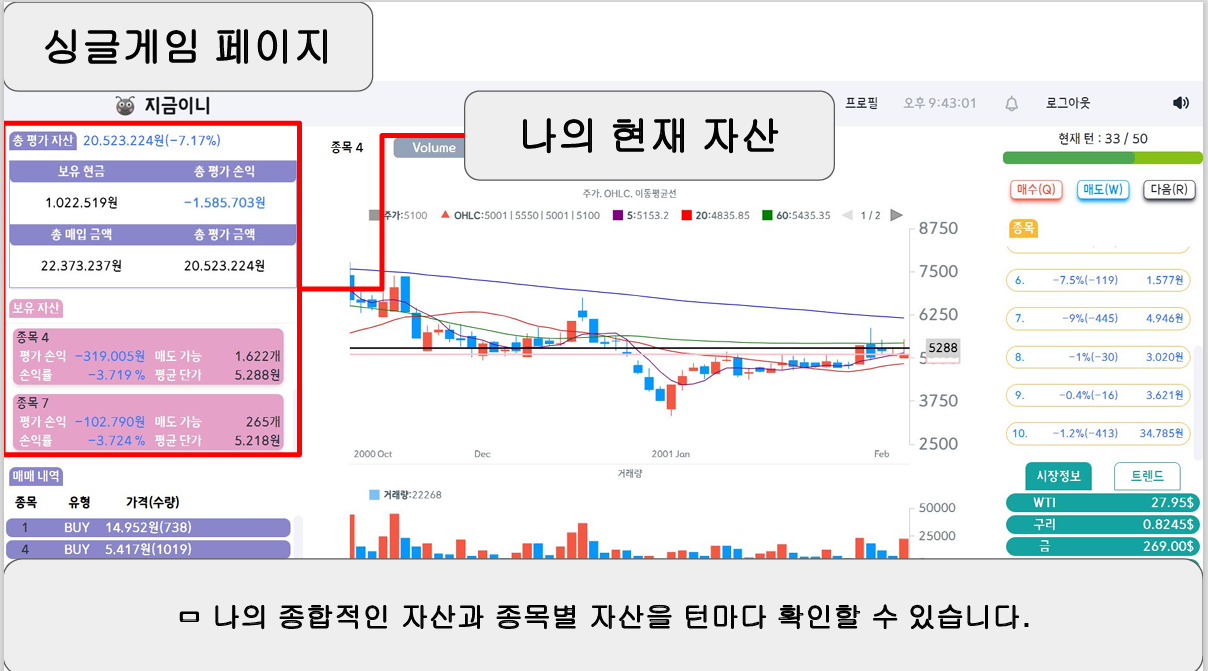 싱글게임 페이지
지금이니
프로필 오후 9:43:01 로그아웃
나의 현재 자산
총 평가 자산 20.523.224원(-7.17%)
보유 현금 총 평가 손익
1.022.519원 -1.585.703원
총 매입 금액 총 평가 금액
22.373.237원 20.523.224원
보유 자산
종목 4
평가 손익 -319.005원 매도 가능 1.622개
손익률 -3.719 % 평균 단가 5.288원
종목 7
평가 손익 -102.790원 매도 가능 265개
손익률 -3.724 % 평균 단가 5.218원
매매 내역
종목 유형 가격(수량)
1 BUY 14.952원(738)
4 BUY 5.417원(1019)
종목 4 Volume
주가, OHLC, 이동평균선
주가:5100 OHLC:5001 | 5550 | 5001 | 5100 5:5153.2 20:4835.85 60:5435.35 1 / 2
8750
7500
6250
5288
3750
2500
2000 Oct Dec 2001 Jan Feb
거래량
거래량:22268
50000
25000
현재 턴 : 33 / 50
매수(Q) 매도(W) 다음(R)
종목
6. -7.5%(-119) 1.577원
7. -9%(-445) 4.946원
8. -1%(-30) 3.020원
9. -0.4%(-16) 3.621원
10. -1.2%(-413) 34.785원
시장정보 트렌드
WTI 27.95$
구리 0.8245$
금 269.00$
ㅁ 나의 종합적인 자산과 종목별 자산을 턴마다 확인할 수 있습니다.